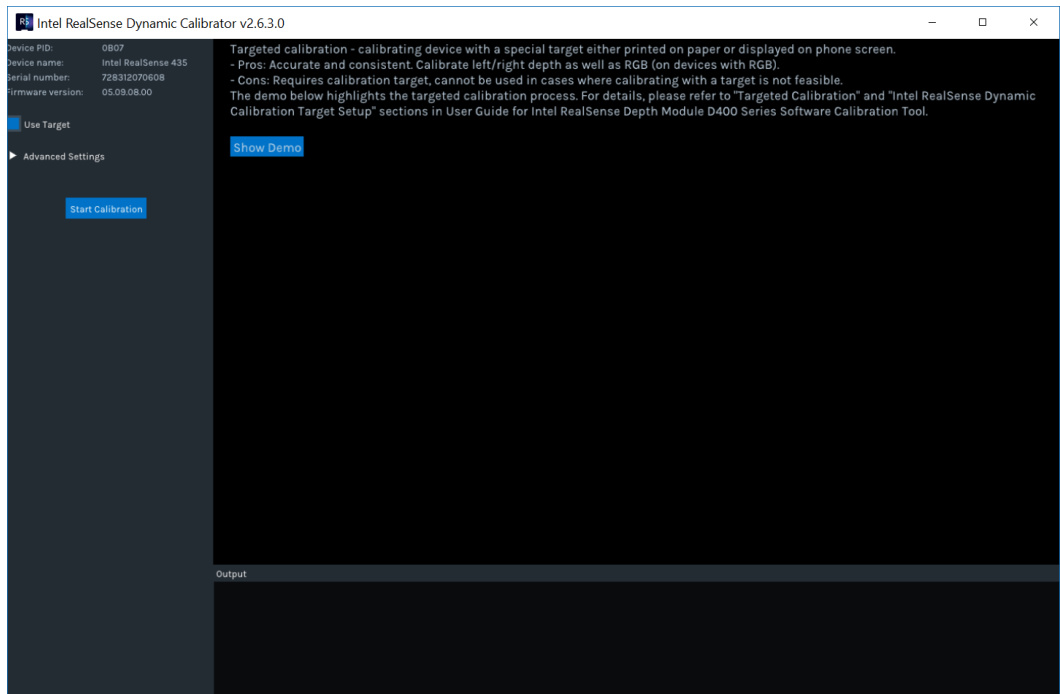 RS Intel RealSense Dynamic Calibrator v2.6.3.0
Device PID: 0B07
Device name: Intel RealSense 435
Serial number: 728312070608
Firmware version: 05.09.08.00
Use Target
Advanced Settings
Start Calibration
Targeted calibration - calibrating device with a special target either printed on paper or displayed on phone screen.
- Pros: Accurate and consistent. Calibrate left/right depth as well as RGB (on devices with RGB).
- Cons: Requires calibration target, cannot be used in cases where calibrating with a target is not feasible.
The demo below highlights the targeted calibration process. For details, please refer to "Targeted Calibration" and "Intel RealSense Dynamic
Calibration Target Setup" sections in User Guide for Intel RealSense Depth Module D400 Series Software Calibration Tool.
Show Demo
Output